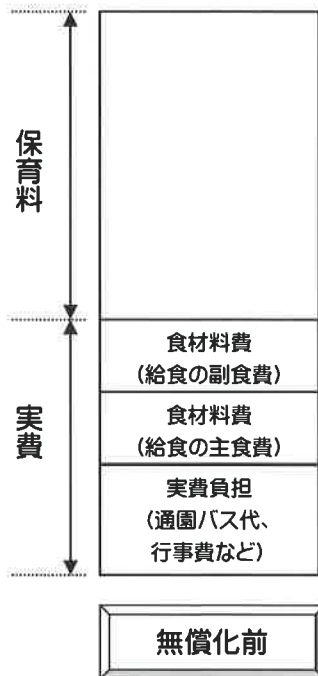 保育料
食材料費
(給食の副食費)
食材料費
(給食の主食費)
実費
実費負担
(通園バス代、
行事費など)
無償化前